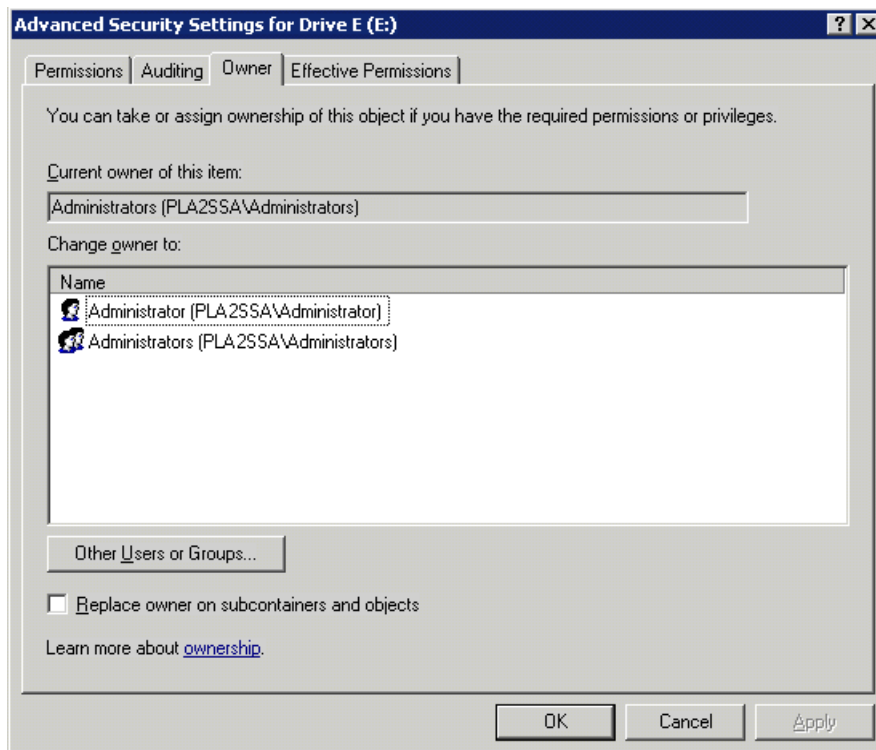 Advanced Security Settings for Drive E (E:)
Permissions Auditing Owner Effective Permissions
You can take or assign ownership of this object if you have the required permissions or privileges.
Current owner of this item:
Administrators (PLA2SSA\Administrators)
Change owner to:
Name
Administrator (PLA2SSA\Administrator)
Administrators (PLA2SSA\Administrators)
Other Users or Groups...
Replace owner on subcontainers and objects
Learn more about ownership.
OK Cancel Apply